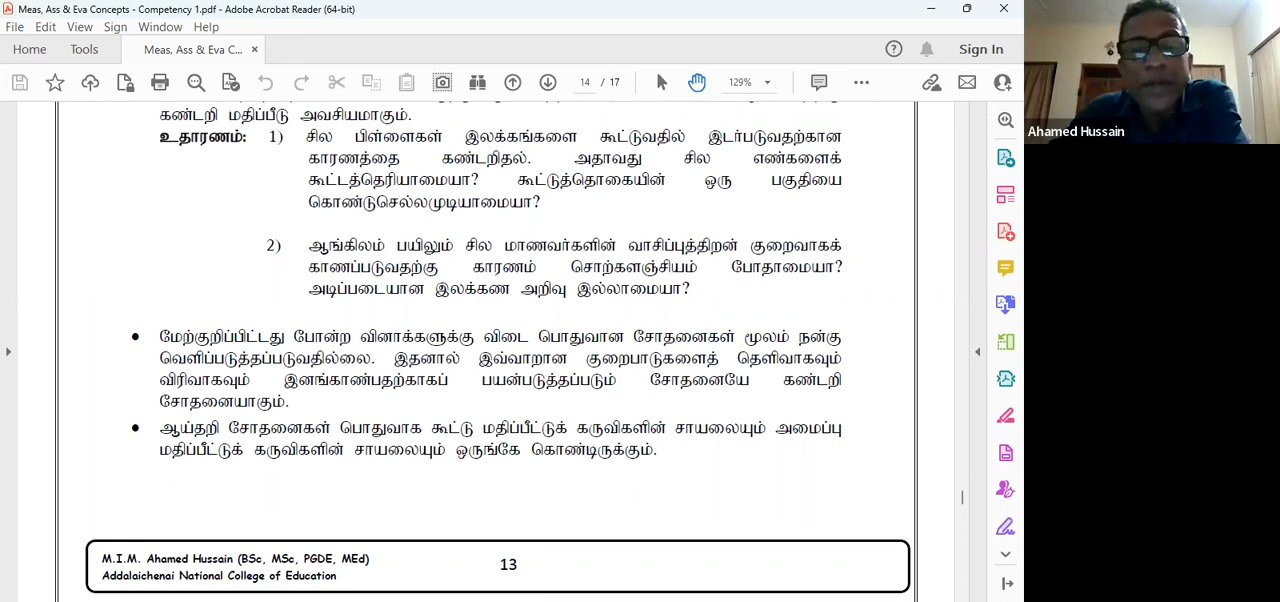 Meas, Ass & Eva Concepts - Competency 1.pdf - Adobe Acrobat Reader (64-bit)
File Edit View Sign Window Help
Home Tools Meas, Ass & Eva C... × Sign In
14 / 17 129%
Ahamed Hussain
கண்டறி மதிப்பீடு அவசியமாகும்.
உதாரணம்: 1) சில பிள்ளைகள் இலக்கங்களை கூட்டுவதில் இடர்படுவதற்கான
காரணத்தை கண்டறிதல். அதாவது சில எண்களைக்
கூட்டத்தெரியாமையா? கூட்டுத்தொகையின் ஒரு பகுதியை
கொண்டுசெல்லமுடியாமையா?
2) ஆங்கிலம் பயிலும் சில மாணவர்களின் வாசிப்புத்திறன் குறைவாகக்
காணப்படுவதற்கு காரணம் சொற்களஞ்சியம் போதாமையா?
அடிப்படையான இலக்கண அறிவு இல்லாமையா?
• மேற்குறிப்பிட்டது போன்ற வினாக்களுக்கு விடை பொதுவான சோதனைகள் மூலம் நன்கு
வெளிப்படுத்தப்படுவதில்லை. இதனால் இவ்வாறான குறைபாடுகளைத் தெளிவாகவும்
விரிவாகவும் இனங்காண்பதற்காகப் பயன்படுத்தப்படும் சோதனையே கண்டறி
சோதனையாகும்.
• ஆய்தறி சோதனைகள் பொதுவாக கூட்டு மதிப்பீட்டுக் கருவிகளின் சாயலையும் அமைப்பு
மதிப்பீட்டுக் கருவிகளின் சாயலையும் ஒருங்கே கொண்டிருக்கும்.
M.I.M. Ahamed Hussain (BSc, MSc, PGDE, MEd)
Addalaichenai National College of Education
13